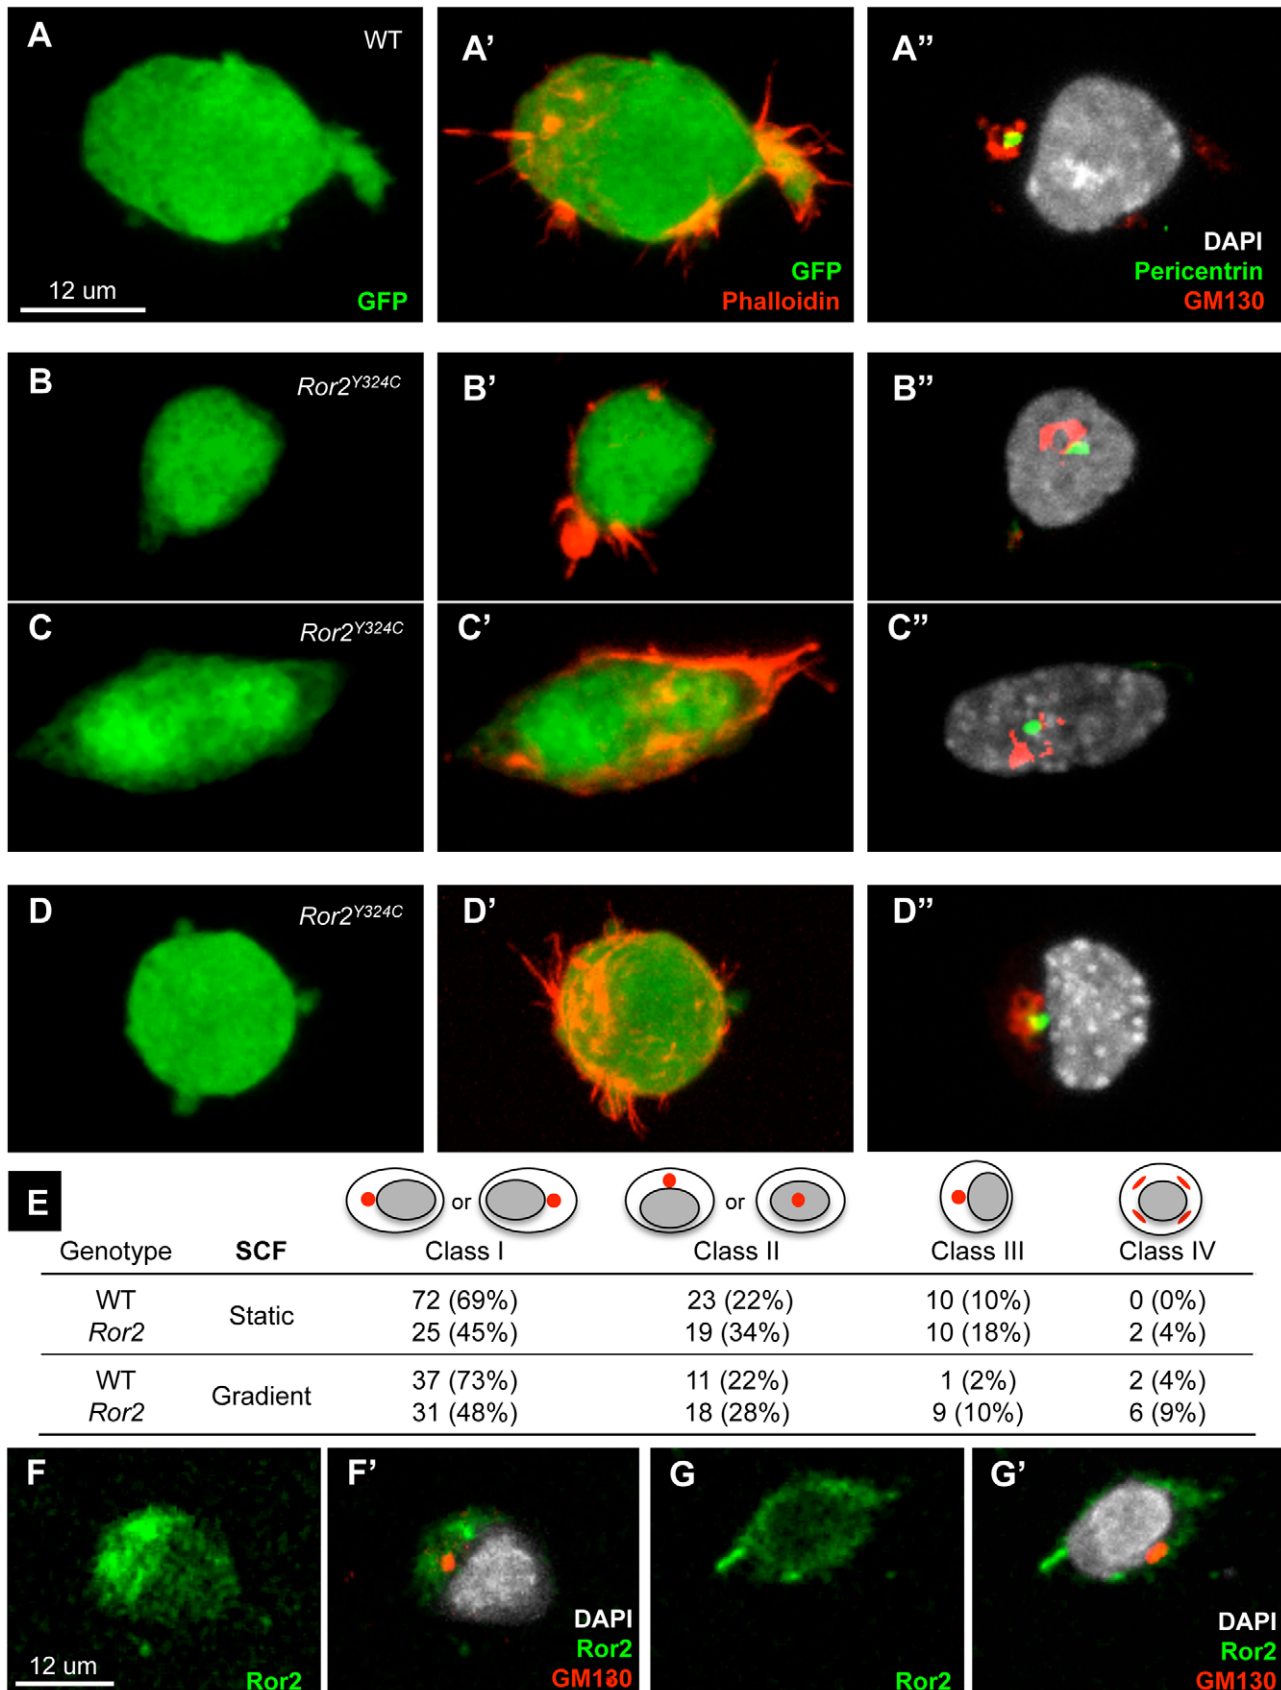 A WT A’ A’’
12 um GFP
GFP
Phalloidin
DAPI
Pericentrin
GM130
B Ror2Y324C B’ B’’
C Ror2Y324C C’ C’’
D Ror2Y324C D’ D’’
E
or or
Genotype SCF Class I Class II Class III Class IV
WT Static 72 (69%) 23 (22%) 10 (10%) 0 (0%)
Ror2 25 (45%) 19 (34%) 10 (18%) 2 (4%)
WT Gradient 37 (73%) 11 (22%) 1 (2%) 2 (4%)
Ror2 31 (48%) 18 (28%) 9 (10%) 6 (9%)
F F’ G G’
12 um Ror2
DAPI
Ror2
GM130
Ror2
DAPI
Ror2
GM130